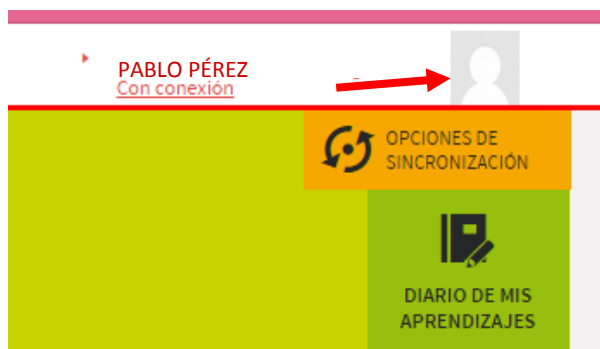 PABLO PÉREZ
Con conexión
OPCIONES DE
SINCRONIZACIÓN
DIARIO DE MIS
APRENDIZAJES